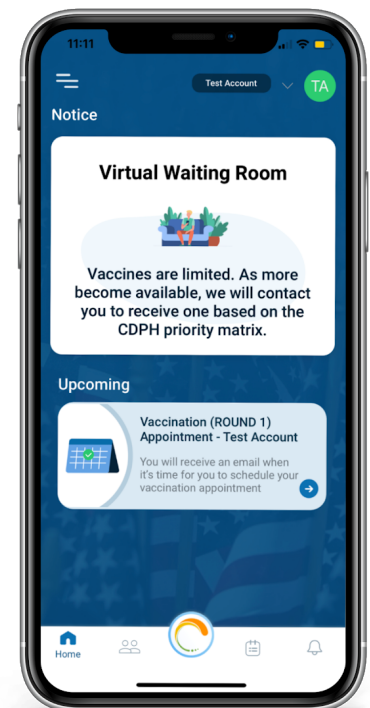 11:11
Test Account
TA
Notice
Virtual Waiting Room
Vaccines are limited. As more
become available, we will contact
you to receive one based on the
CDPH priority matrix.
Upcoming
Vaccination (ROUND 1)
Appointment - Test Account
You will receive an email when
it's time for you to schedule your
vaccination appointment
Home